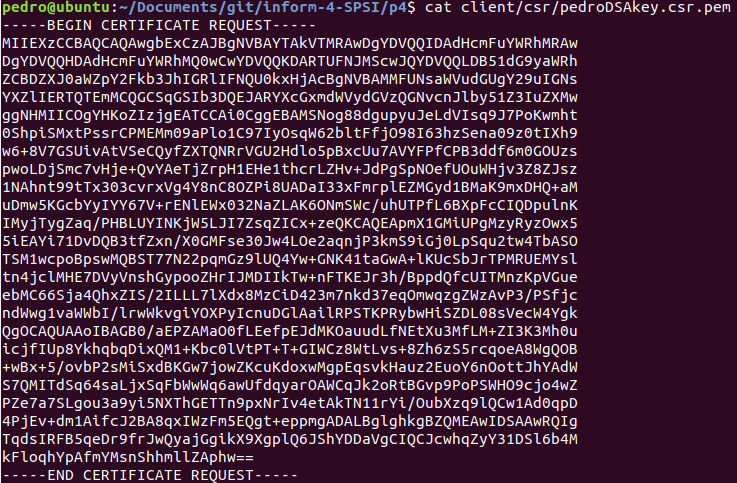 pedro@ubuntu:~/Documents/git/inform-4-SPSI/p4$ cat client/csr/pedroDSAkey.csr.pem
-----BEGIN CERTIFICATE REQUEST-----
MIIEXzCCBAQCAQAwgbExCzAJBgNVBAYTAkVTMRAwDgYDVQQIDAdHcmFuYWRhMRAw
DgYDVQQHDAdHcmFuYWRhMQ0wCwYDVQQKDARTUFNJMScwJQYDVQQLDB51dG9yaWRh
ZCBDZXJ0aWZpY2Fkb3JhIGRlIFNQU0kxHjAcBgNVBAMMFUNsaWVudGUgY29uIGNs
YXZlIERTQTEmMCQGCSqGSIb3DQEJARYXcGxmdWVydGVzQGNvcnJlby51Z3IuZXMw
ggNHMIICOgYHKoZIzjgEATCCAi0CggEBAMSNog88dgupyuJeLdVIsq9J7PoKwmht
0ShpiSMxtPssrCPMEMm09aPlo1C97IyOsqW62bltFfjO98I63hzSena09z0tIXh9
w6+8V7GSUivAtVSeCQyfZXTQNRrVGU2Hdlo5pBxcUu7AVYFPfCPB3ddf6m0GOUzs
pwoLDjSmc7vHje+QvYAeTjZrpH1EHe1thcrLZHv+JdPgSpNOefUOuWHjv3Z8ZJsz
1NAhnt99tTx303cvrxVg4Y8nC8OZPi8UADaI33xFmrplEZMGyd1BMaK9mxDHQ+aM
uDmw5KGcbYyIYY67V+rENlEWx032NaZLAK6ONmSWc/uhUTPfL6BXpFcCIQDpulnK
IMyjTygZaq/PHBLUYINKjW5LJI7ZsqZICx+zeQKCAQEApmX1GMiUPgMzyRyzOwx5
5iEAYi71DvDQB3tfZxn/X0GMFse30Jw4LOe2aqnjP3kmS9iGj0LpSqu2tw4TbASO
TSM1wcpoBpswMQBST77N22pqmGz9lUQ4Yw+GNK41taGwA+lKUcSbJrTPMRUEMYsl
tn4jclMHE7DVyVnshGypooZHrIJMDIIkTw+nFTKEJr3h/BppdQfcUITMnzKpVGue
ebMC66Sja4QhxZIS/2ILLL7lXdx8MzCiD423m7nkd37eqOmwqzgZWzAvP3/PSfjc
ndWwg1vaWWbI/lrwWkvgiYOXPyIcnuDGlAailRPSTKPRybwHiSZDL08sVecW4Ygk
QgOCAQUAAoIBAGB0/aEPZAMaO0fLEefpEJdMKOauudLfNEtXu3MfLM+ZI3K3Mh0u
icjfIUp8YkhqbqDixQM1+Kbc0lVtPT+T+GIWCz8WtLvs+8Zh6zS5rcqoeA8WgQOB
+wBx+5/ovbP2sMiSxdBKGw7jowZKcuKdoxwMgpEqsvkHauz2EuoY6nOottJhYAdW
S7QMITdSq64saLjxSqFbWwWq6awUfdqyarOAWCqJk2oRtBGvp9PoPSWHO9cjo4wZ
PZe7a7SLgou3a9yi5NXThGETTn9pxNrIv4etAkTN11rYi/OubXzq9lQCw1Ad0qpD
4PjEv+dm1AifcJ2BA8qxIWzFm5EQgt+eppmgADALBglghkgBZQMEAwIDSAAwRQIg
TqdsIRFB5qeDr9frJwQyajGgikX9XgplQ6JShYDDaVgCIQCJcwhqZyY31DSl6b4M
kFloqhYpAfmYMsnShhmllZAphw==
-----END CERTIFICATE REQUEST-----